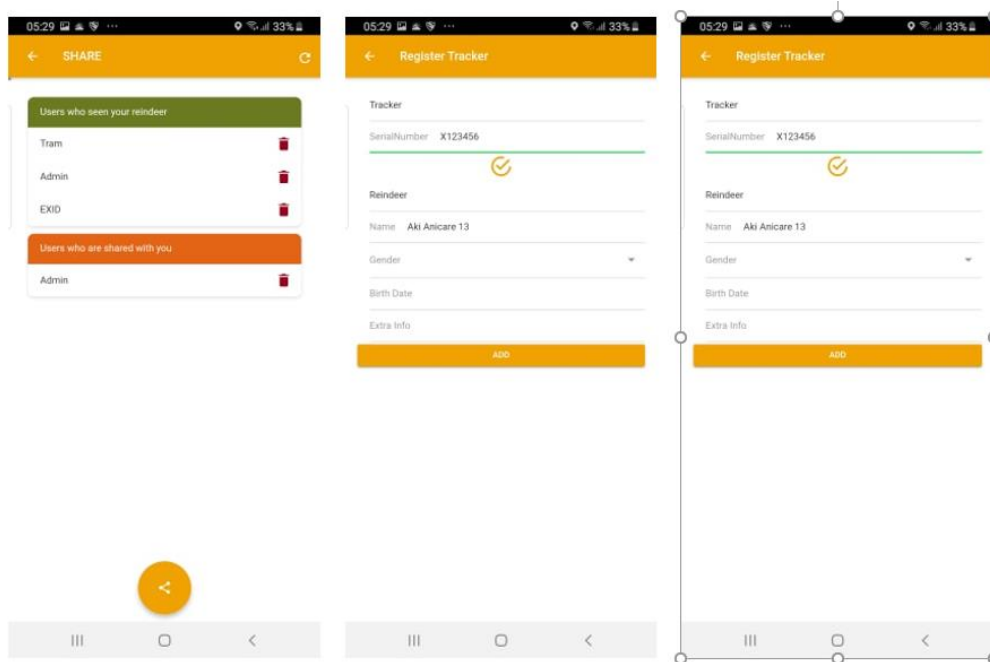 05:29 ... 33%
SHARE
Users who seen your reindeer
Tram
Admin
EXID
Users who are shared with you
Admin
05:29 ... 33%
Register Tracker
Tracker
SerialNumber X123456
Reindeer
Name Aki Anicare 13
Gender
Birth Date
Extra Info
ADD
05:29 ... 33%
Register Tracker
Tracker
SerialNumber X123456
Reindeer
Name Aki Anicare 13
Gender
Birth Date
Extra Info
ADD